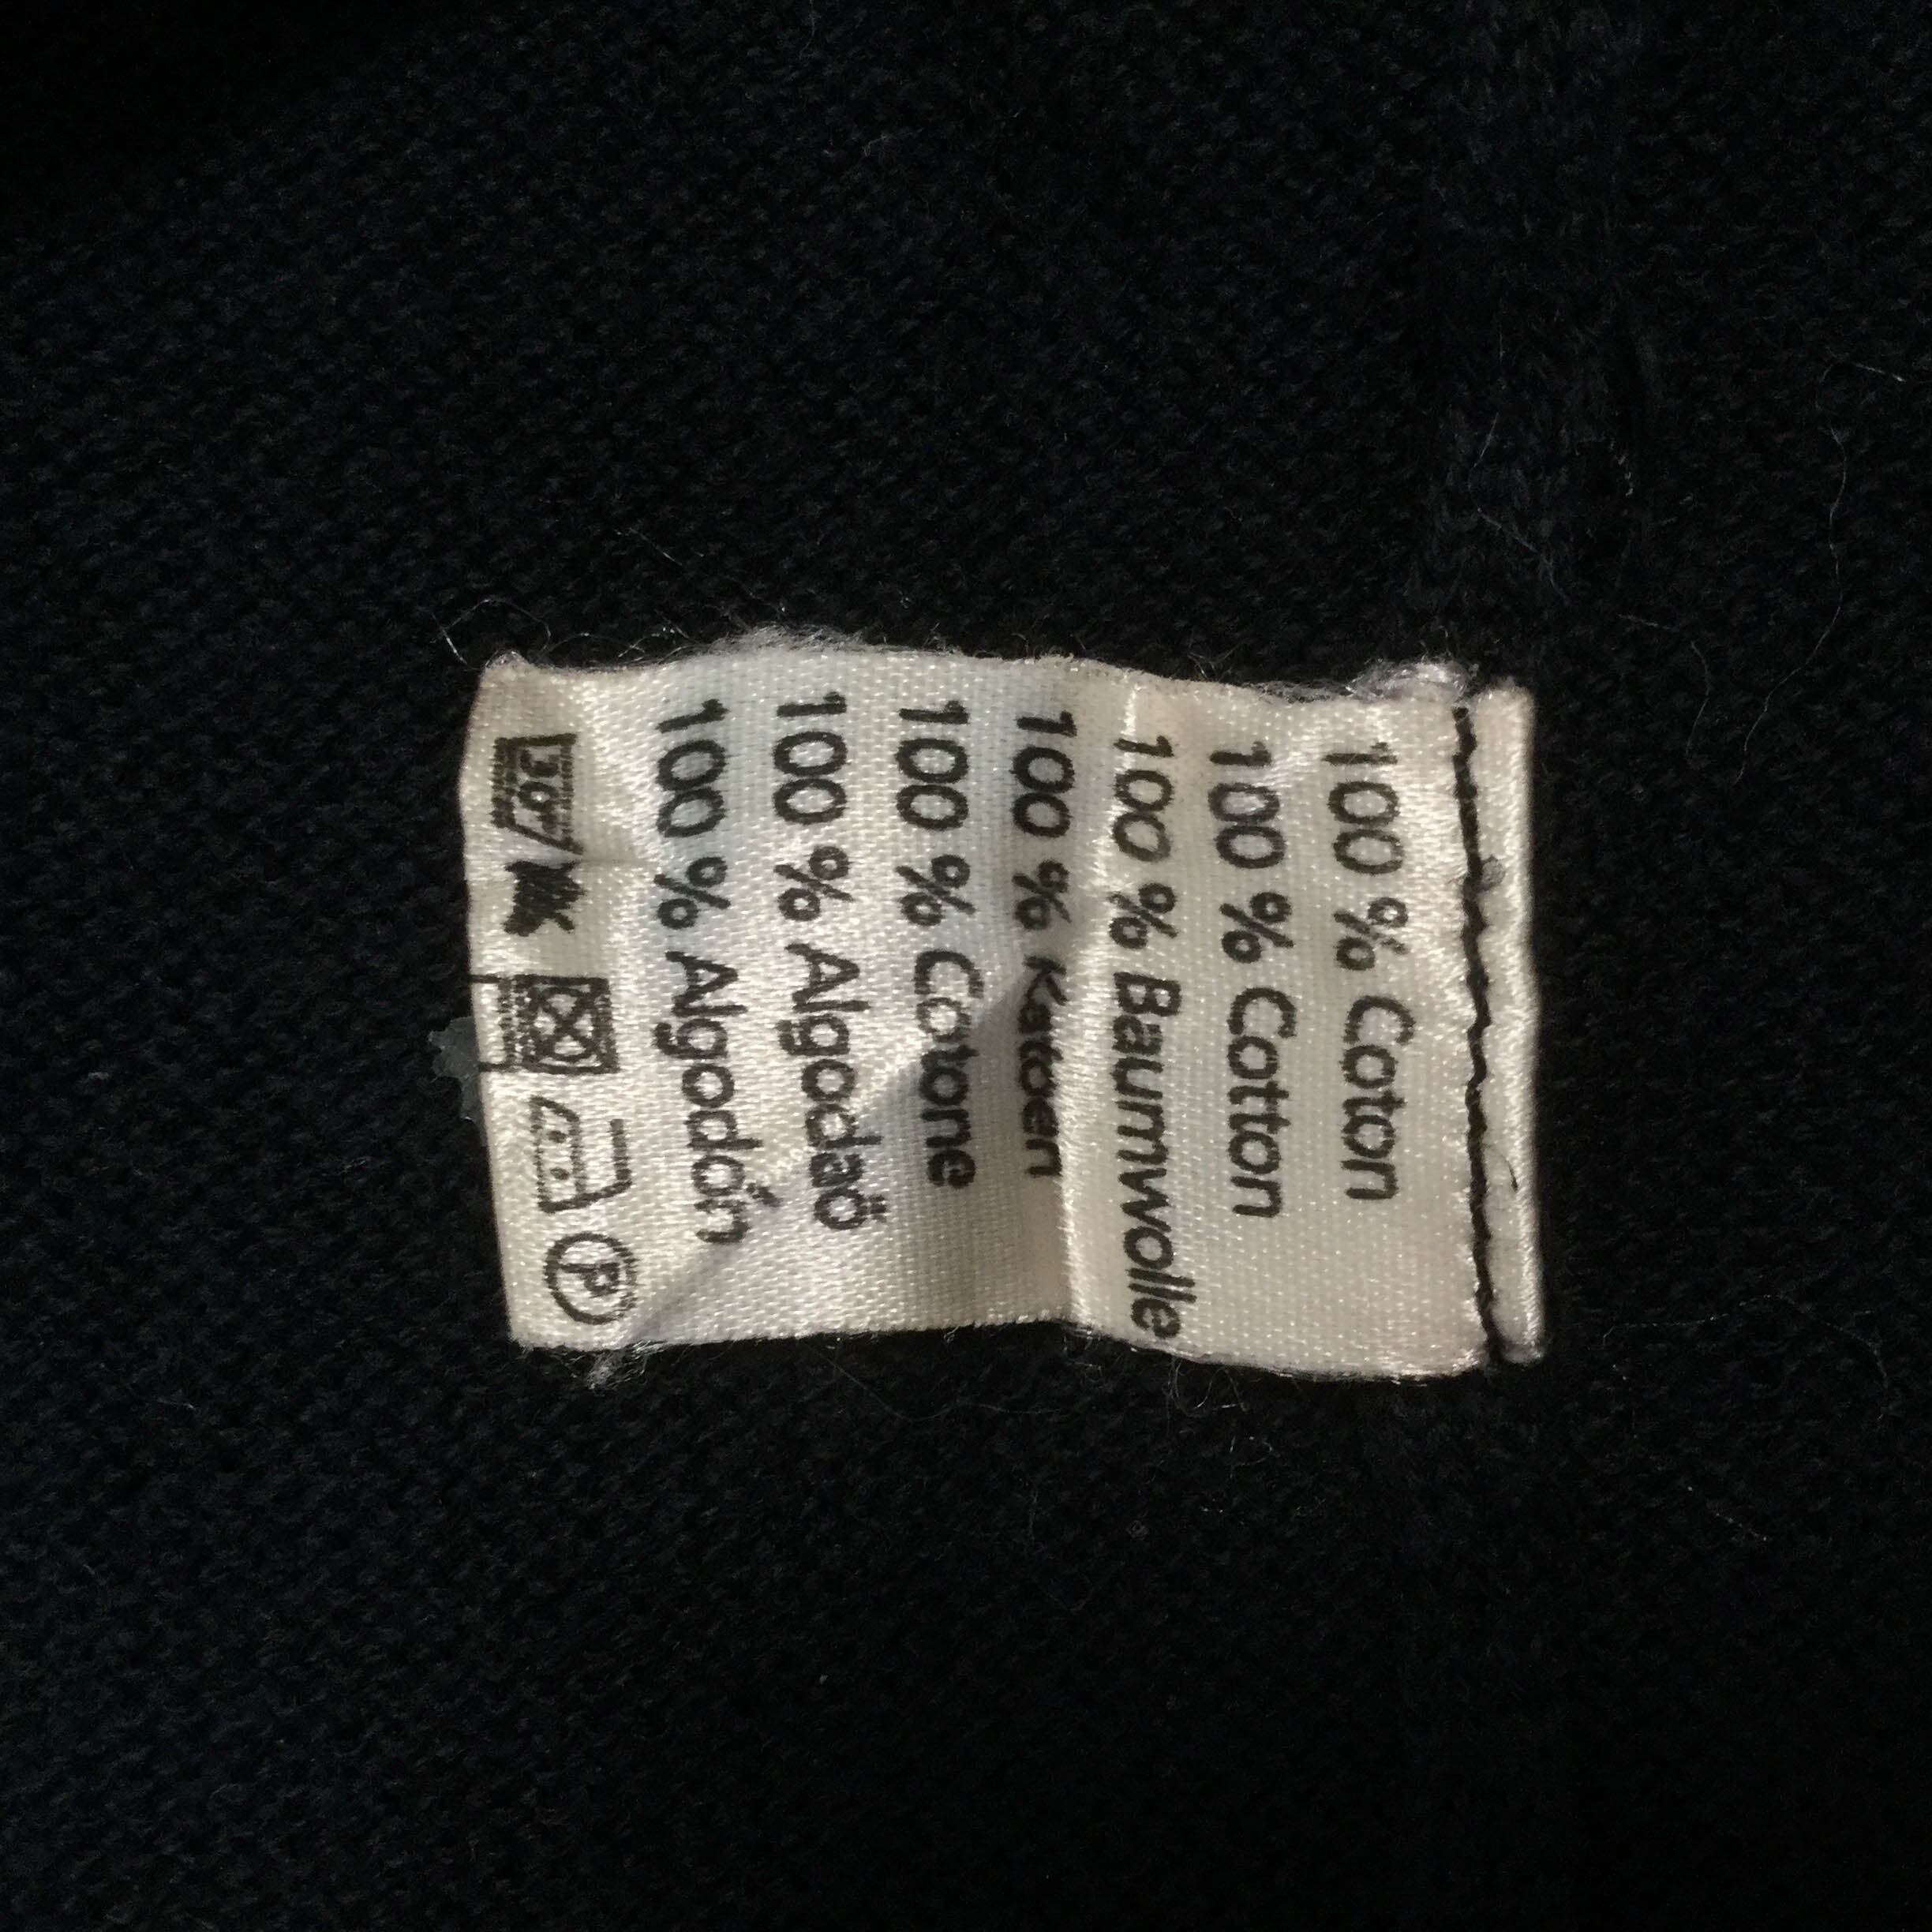 100 % Coton
100 % Cotton
100 % Baumwolle
100 % Katoen
100 % Cotone
100 % Algodaõ
100 % Algodón
P